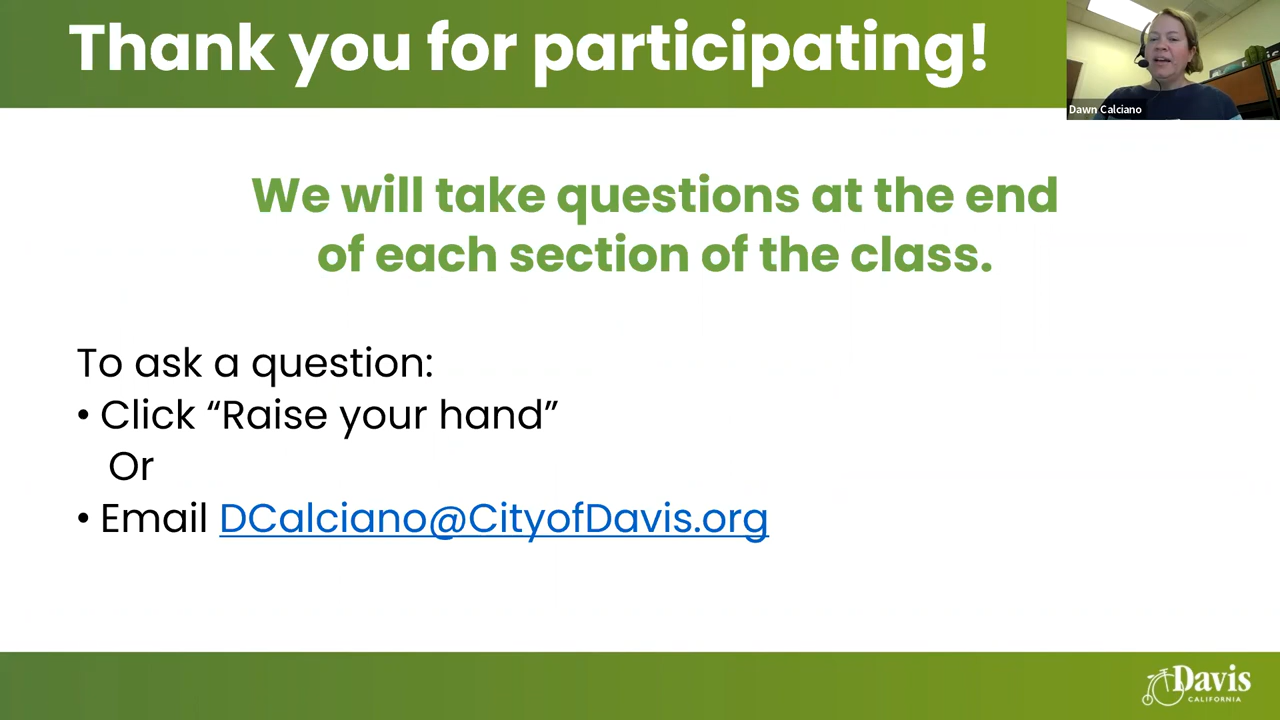 Thank you for participating!
Dawn Calciano
We will take questions at the end
of each section of the class.
To ask a question:
• Click “Raise your hand”
Or
• Email DCalciano@CityofDavis.org
Davis
CALIFORNIA